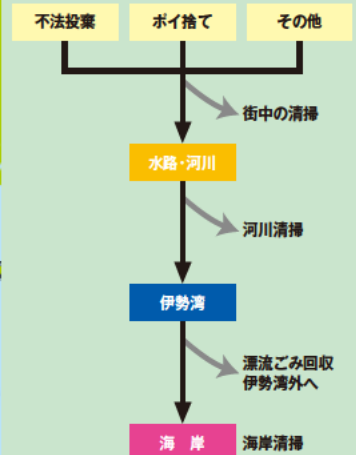 不法投棄
ポイ捨て
その他
街中の清掃
水路・河川
河川清掃
伊勢湾
漂流ごみ回収
伊勢湾外へ
海岸
海岸清掃